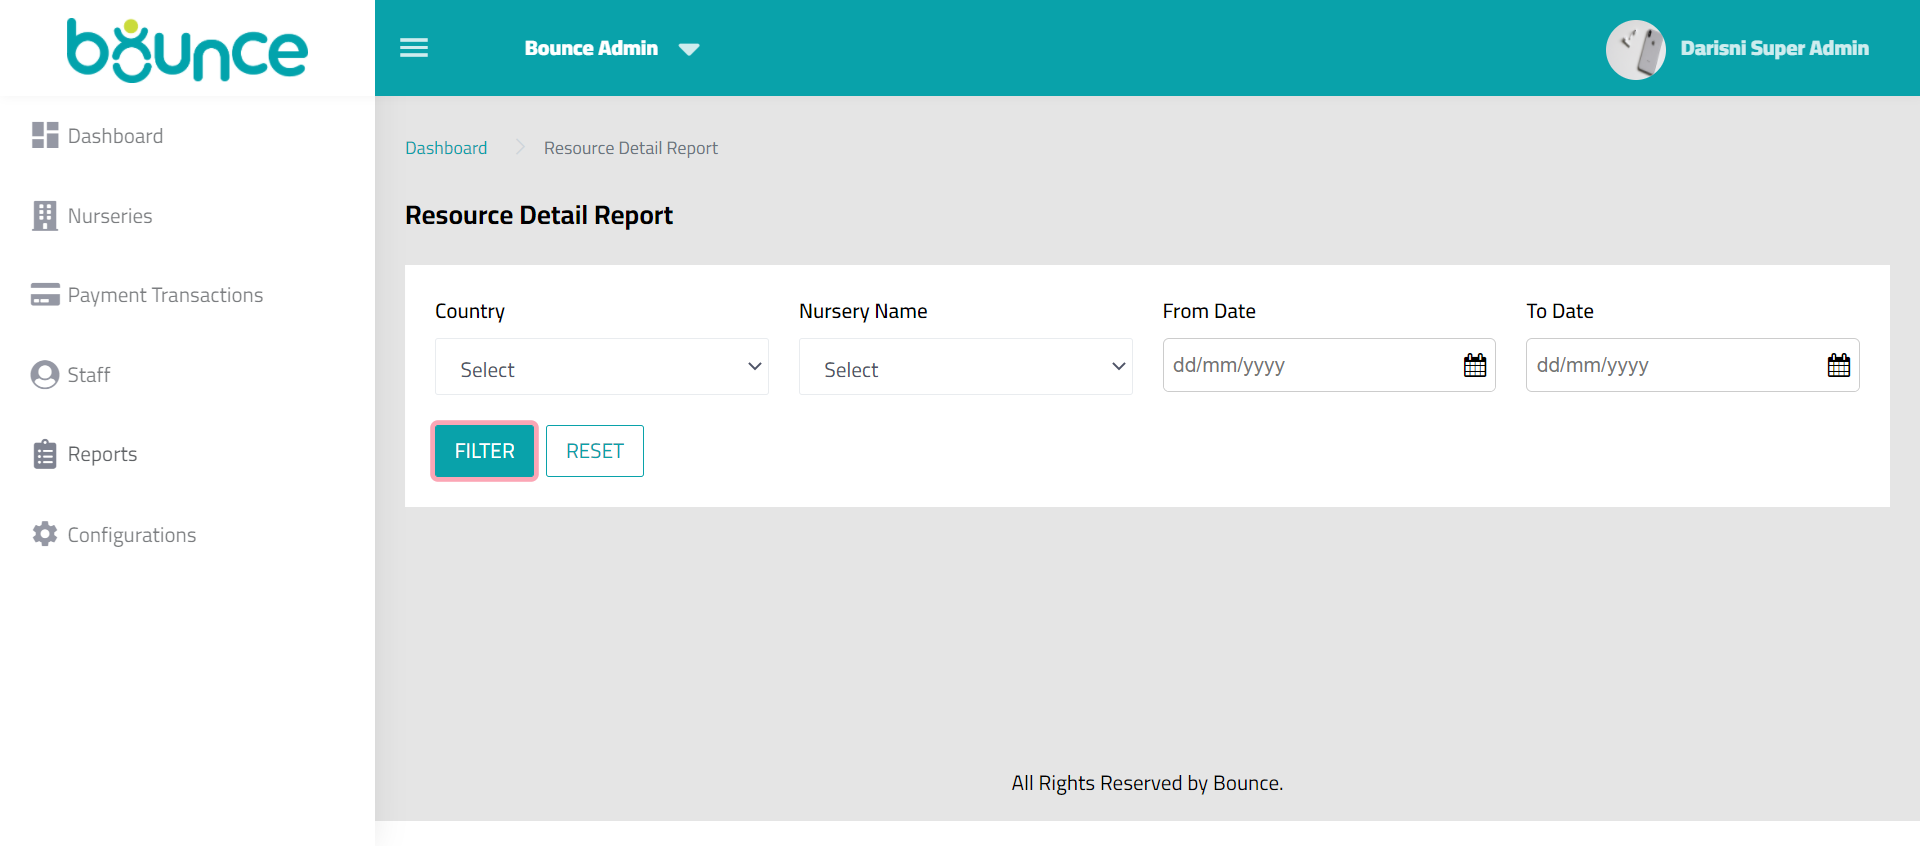 bounce
Bounce Admin
Darisni Super Admin
Dashboard
Nurseries
Payment Transactions
Staff
Reports
Configurations
Dashboard
Resource Detail Report
Resource Detail Report
Country
Nursery Name
From Date
To Date
Select
Select
dd/mm/yyyy
dd/mm/yyyy
FILTER
RESET
All Rights Reserved by Bounce.